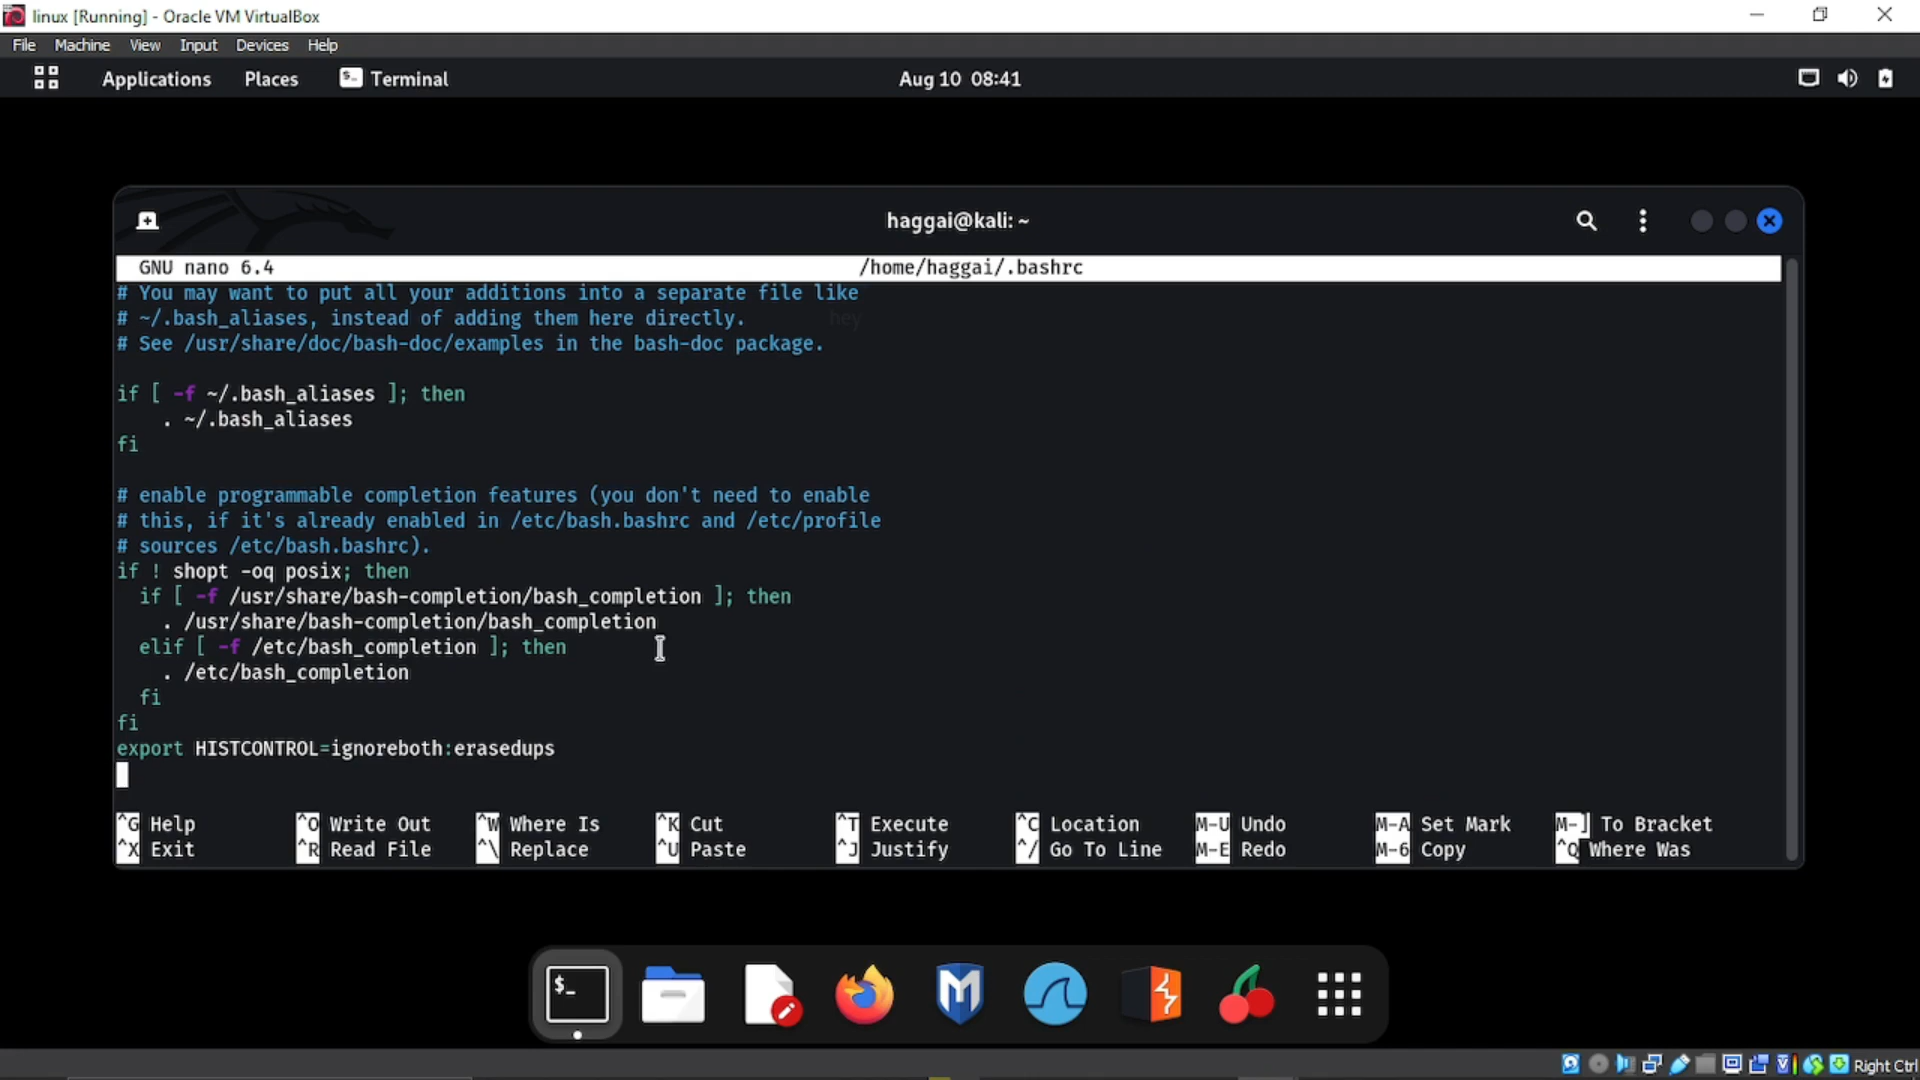 linux [Running] - Oracle VM VirtualBox
File Machine View Input Devices Help
Applications Places Terminal Aug 10 08:41
haggai@kali: ~
GNU nano 6.4 /home/haggai/.bashrc
# You may want to put all your additions into a separate file like
# ~/.bash_aliases, instead of adding them here directly.
hey
# See /usr/share/doc/bash-doc/examples in the bash-doc package.
if [ -f ~/.bash_aliases ]; then
. ~/.bash_aliases
fi
# enable programmable completion features (you don't need to enable
# this, if it's already enabled in /etc/bash.bashrc and /etc/profile
# sources /etc/bash.bashrc).
if ! shopt -oq posix; then
if [ -f /usr/share/bash-completion/bash_completion ]; then
. /usr/share/bash-completion/bash_completion
elif [ -f /etc/bash_completion ]; then
. /etc/bash_completion
fi
fi
export HISTCONTROL=ignoreboth:erasedups
^G Help ^O Write Out ^W Where Is ^K Cut ^T Execute ^C Location M-U Undo M-A Set Mark M-] To Bracket
^X Exit ^R Read File ^\ Replace ^U Paste ^J Justify ^/ Go To Line M-E Redo M-6 Copy ^Q Where Was
$_
Right Ctrl